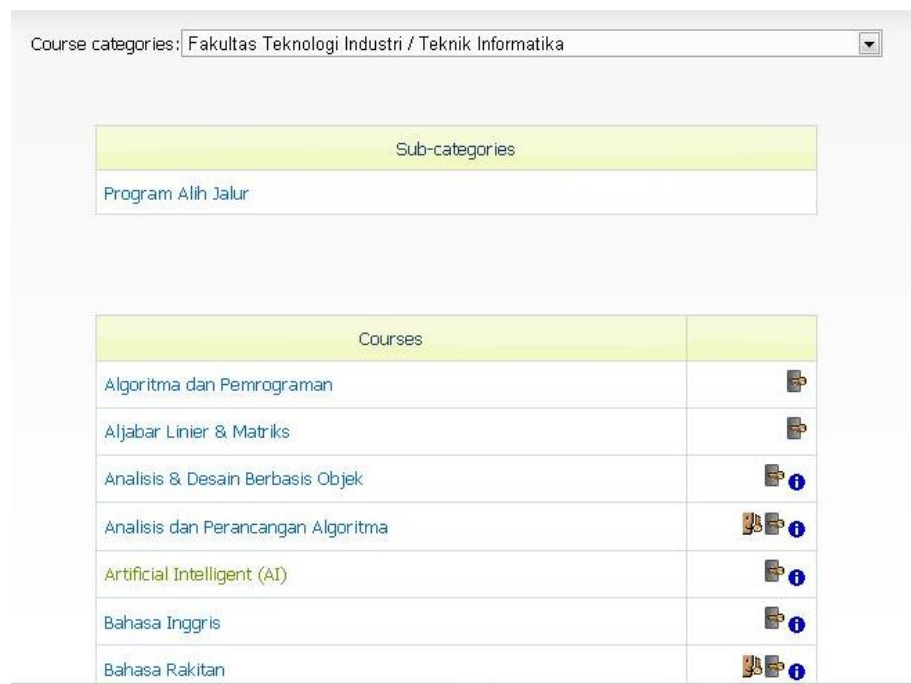 Course categories: Fakultas Teknologi Industri / Teknik Informatika
Sub-categories
Program Alih Jalur
Courses
Algoritma dan Pemrograman
Aljabar Linier & Matriks
Analisis & Desain Berbasis Objek
Analisis dan Perancangan Algoritma
Artificial Intelligent (AI)
Bahasa Inggris
Bahasa Rakitan